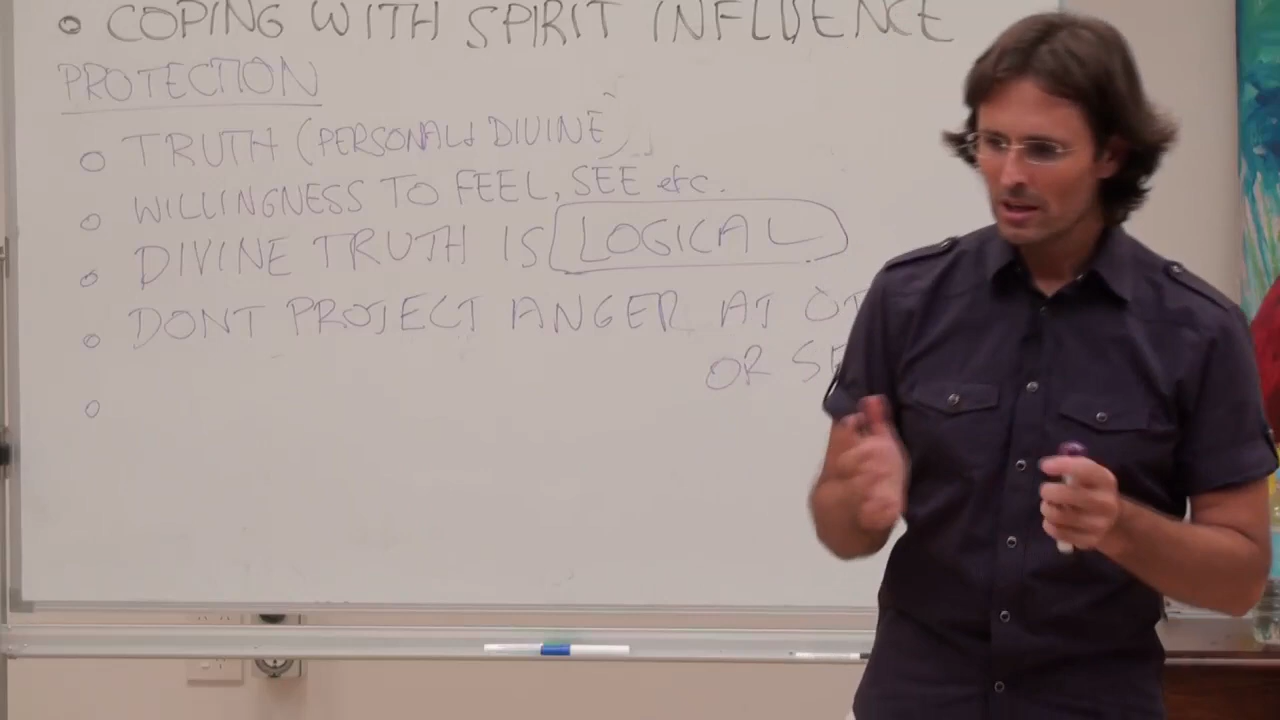 • COPING WITH SPIRIT INFLUENCE
PROTECTION
○ TRUTH (PERSONAL & DIVINE)
○ WILLINGNESS TO FEEL, SEE etc.
○ DIVINE TRUTH IS LOGICAL
○ DONT PROJECT ANGER AT
OR
○